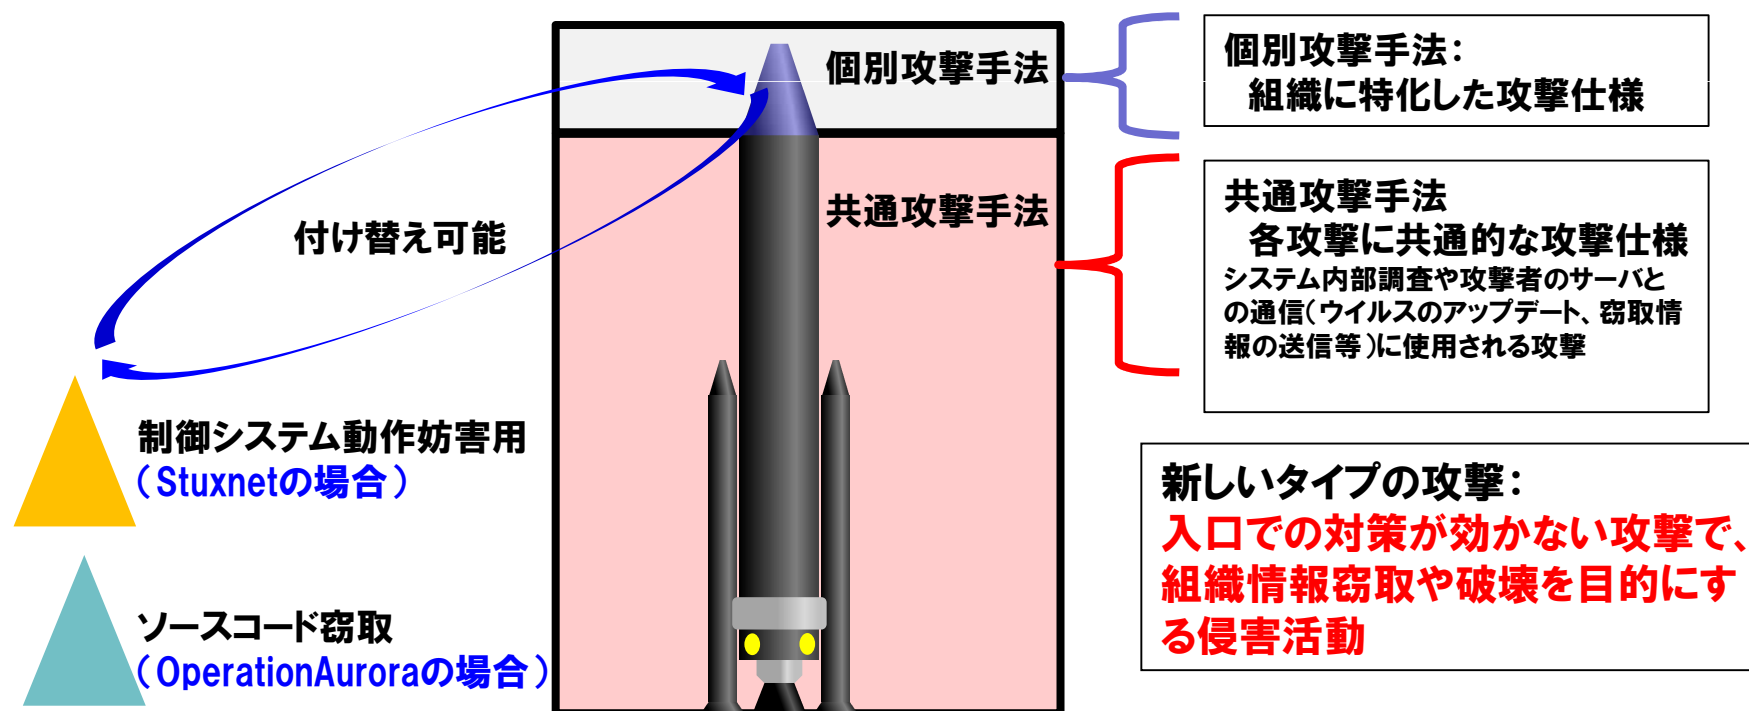 個別攻撃手法
共通攻撃手法
付け替え可能
制御システム動作妨害用
（Stuxnetの場合）
ソースコード窃取
（OperationAuroraの場合）
個別攻撃手法：
組織に特化した攻撃仕様
共通攻撃手法
各攻撃に共通的な攻撃仕様
システム内部調査や攻撃者のサーバと
の通信（ウイルスのアップデート、窃取情
報の送信等）に使用される攻撃
新しいタイプの攻撃：
入口での対策が効かない攻撃で、
組織情報窃取や破壊を目的にす
る侵害活動